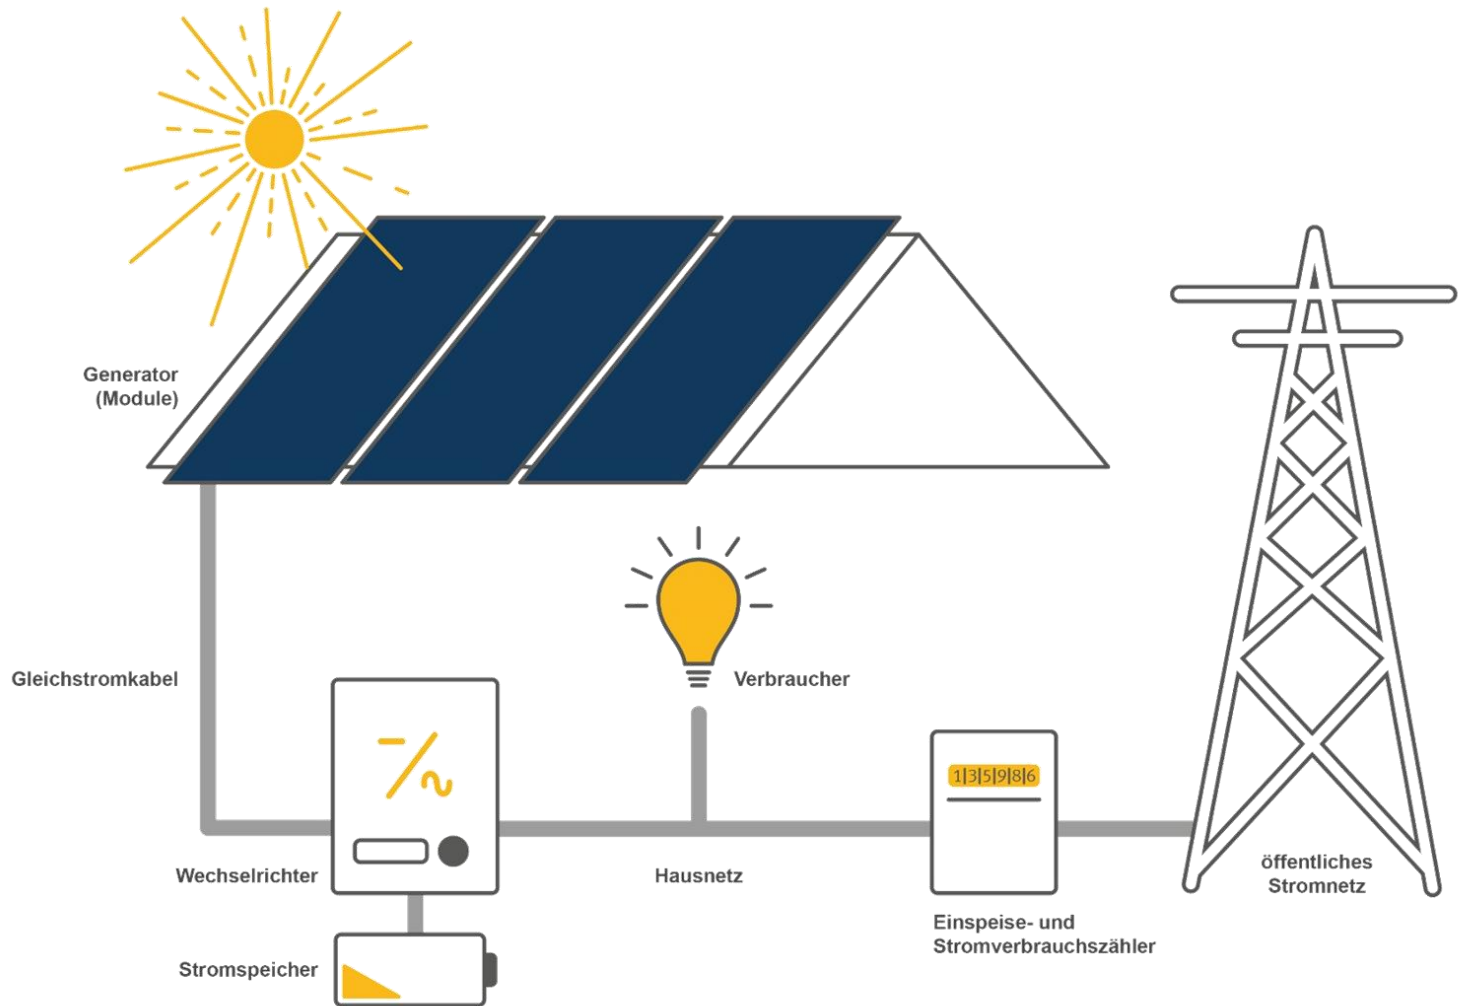 Generator
(Module)
Gleichstromkabel
Verbraucher
1|3|5|9|8|6
Wechselrichter
Hausnetz
öffentliches
Stromnetz
Einspeise- und
Stromverbrauchszähler
Stromspeicher